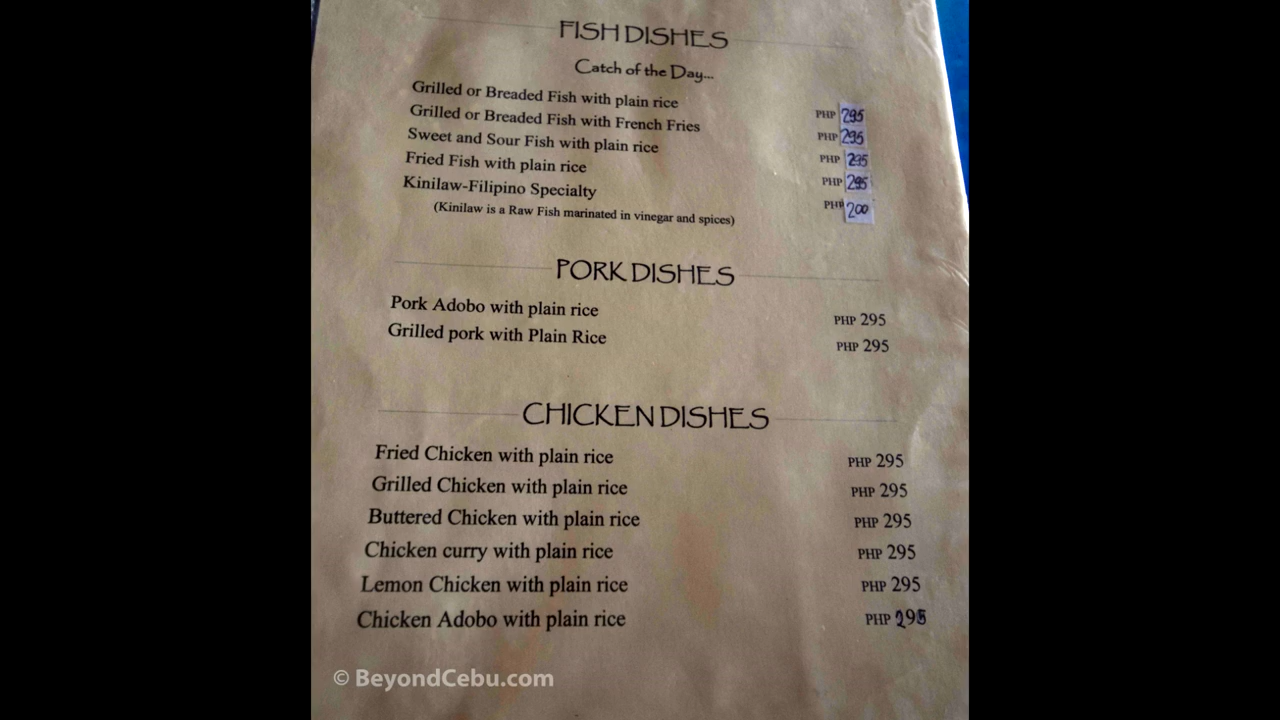 FISH DISHES
Catch of the Day...
Grilled or Breaded Fish with plain rice PHP 295
Grilled or Breaded Fish with French Fries PHP 295
Sweet and Sour Fish with plain rice PHP 295
Fried Fish with plain rice PHP 295
Kinilaw-Filipino Specialty PHP 200
(Kinilaw is a Raw Fish marinated in vinegar and spices)
PORK DISHES
Pork Adobo with plain rice PHP 295
Grilled pork with Plain Rice PHP 295
CHICKEN DISHES
Fried Chicken with plain rice PHP 295
Grilled Chicken with plain rice PHP 295
Buttered Chicken with plain rice PHP 295
Chicken curry with plain rice PHP 295
Lemon Chicken with plain rice PHP 295
Chicken Adobo with plain rice PHP 295
© BeyondCebu.com